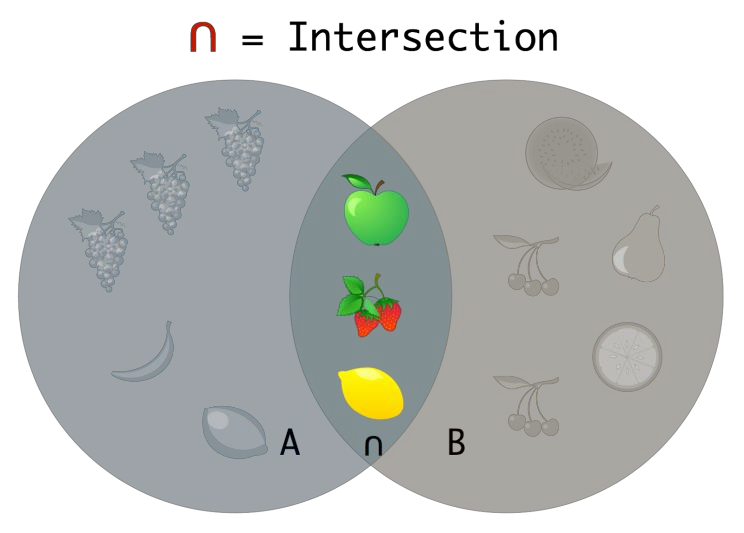 ∩ = Intersection
A ∩ B